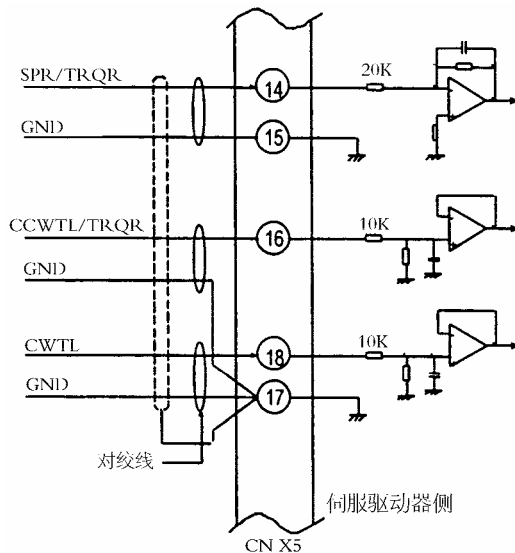 SPR/TRQR
14
20K
GND
15
CCWTL/TRQR
16
10K
GND
CWTL
18
10K
GND
17
对绞线
伺服驱动器侧
CN X5